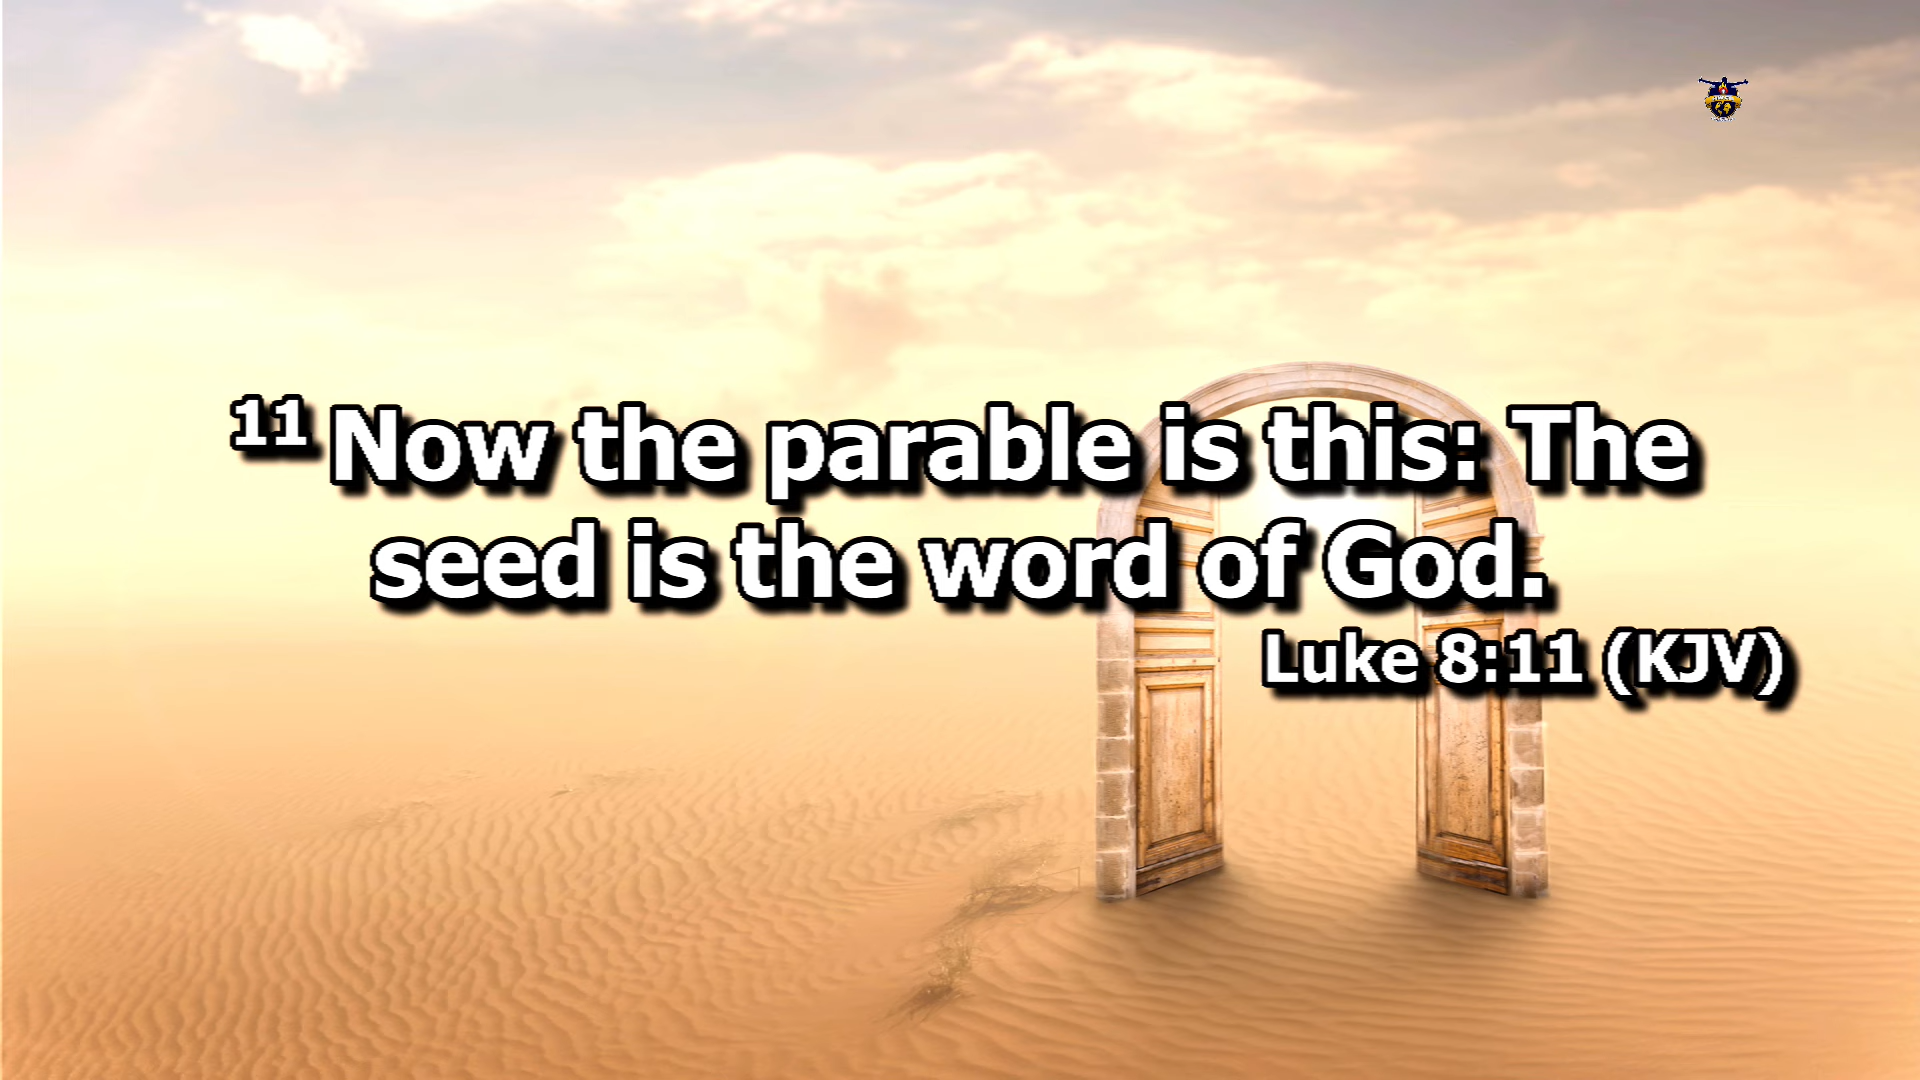 11 Now the parable is this: The
seed is the word of God.
Luke 8:11 (KJV)